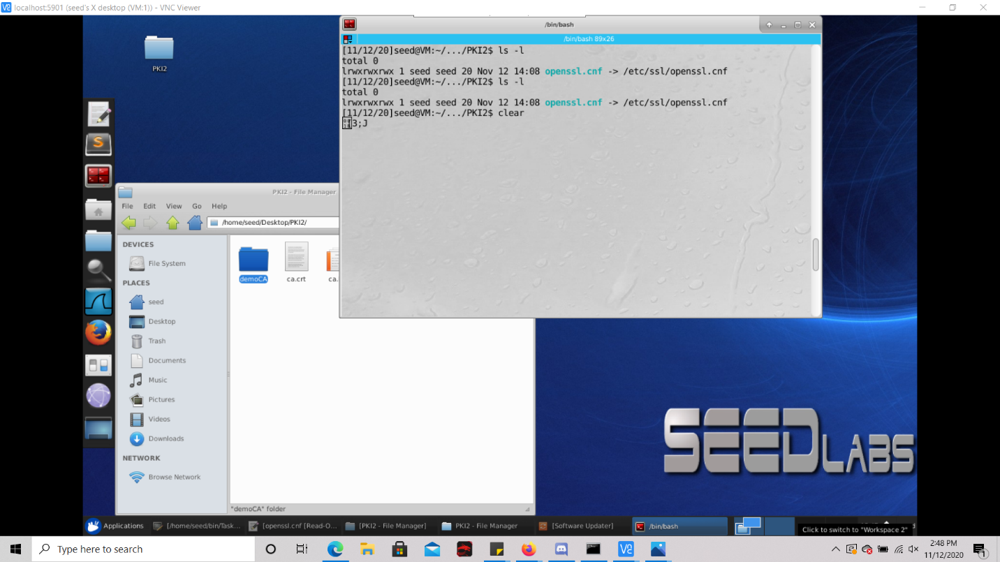 localhost:5901 (seed's X desktop (VM:1)) - VNC Viewer
PKI2
/bin/bash
/bin/bash 89x26
[11/12/20]seed@VM:~/.../PKI2$ ls -l
total 0
lrwxrwxrwx 1 seed seed 20 Nov 12 14:08 openssl.cnf -> /etc/ssl/openssl.cnf
[11/12/20]seed@VM:~/.../PKI2$ ls -l
total 0
lrwxrwxrwx 1 seed seed 20 Nov 12 14:08 openssl.cnf -> /etc/ssl/openssl.cnf
[11/12/20]seed@VM:~/.../PKI2$ clear
3;J
PKI2 - File Manager
File Edit View Go Help
/home/seed/Desktop/PKI2/
DEVICES
File System
PLACES
seed
Desktop
Trash
Documents
Music
Pictures
Videos
Downloads
NETWORK
Browse Network
demoCA
ca.crt
ca.
"demoCA" folder
SEEDLABS
Applications
[/home/seed/bin/Task...
[openssl.cnf [Read-O...
[PKI2 - File Manager]
PKI2 - File Manager
[Software Updater]
/bin/bash
Click to switch to "Workspace 2"
Type here to search
2:48 PM
11/12/2020
1